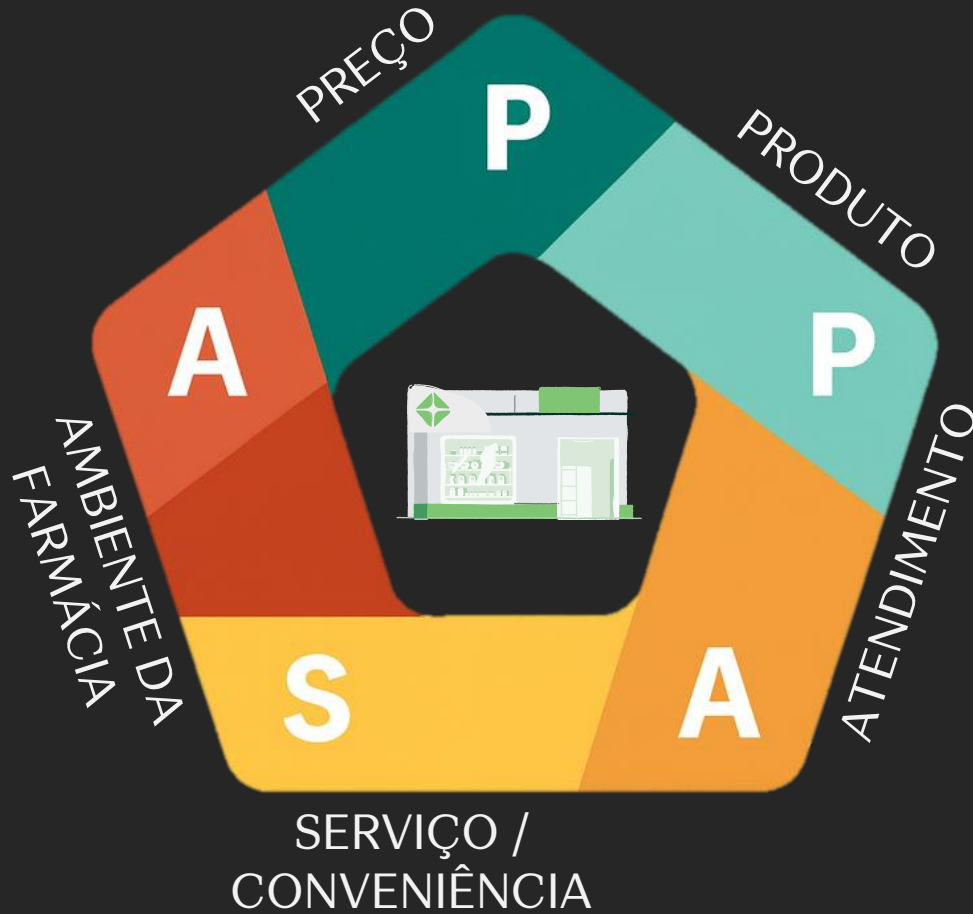 PREÇO
P
PRODUTO
P
A
AMBIENTE DA
FARMÁCIA
ATENDIMENTO
S
A
SERVIÇO /
CONVENIÊNCIA